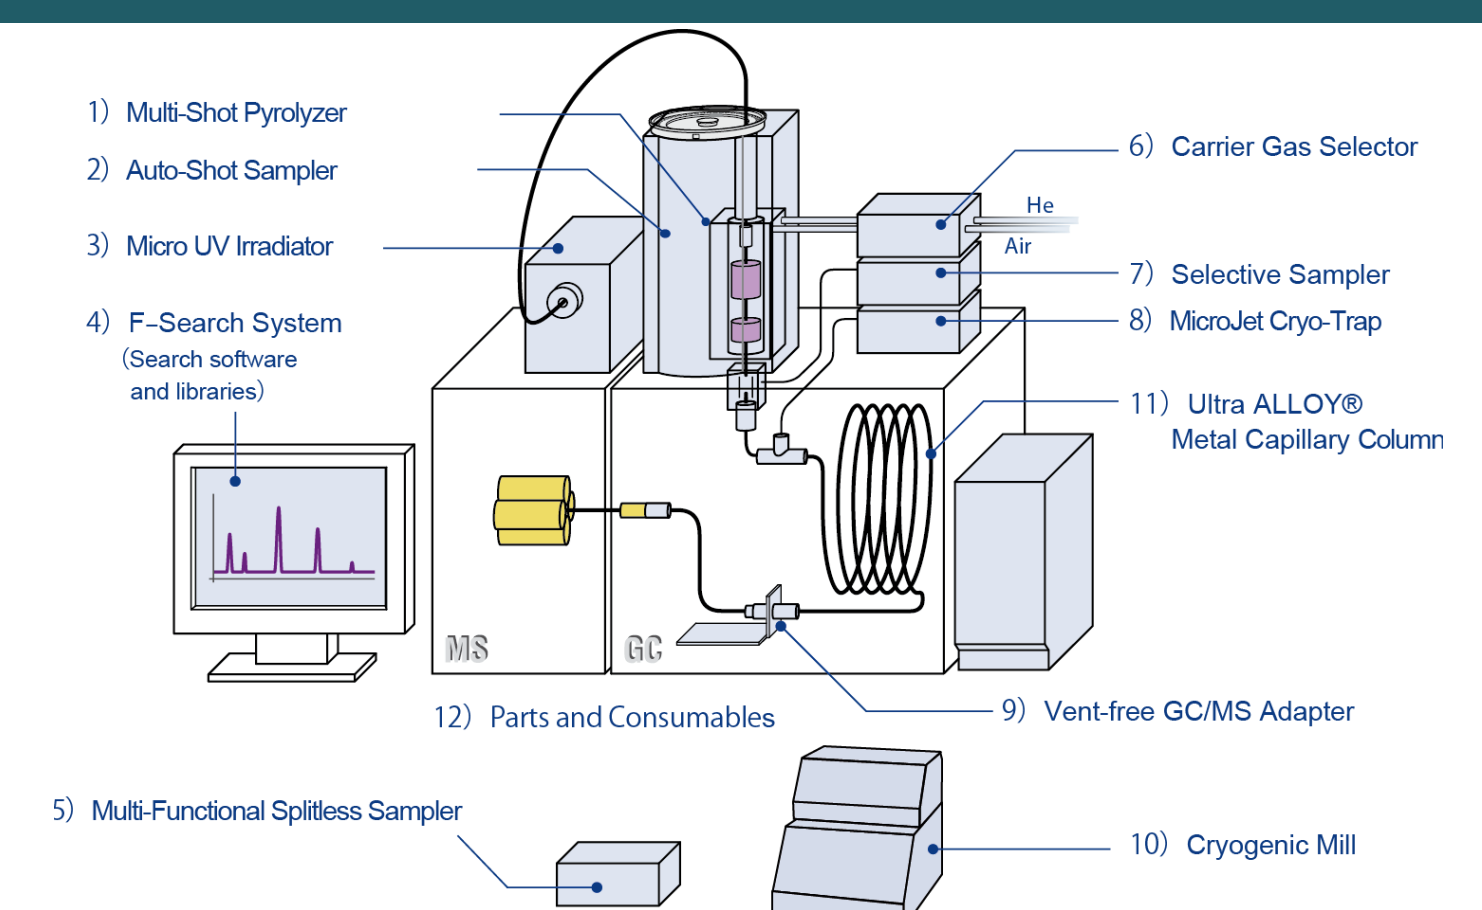 1) Multi-Shot Pyrolyzer
2) Auto-Shot Sampler
3) Micro UV Irradiator
4) F-Search System
(Search software
and libraries)
6) Carrier Gas Selector
He
Air
7) Selective Sampler
8) MicroJet Cryo-Trap
11) Ultra ALLOY®
Metal Capillary Column
MS
GC
12) Parts and Consumables
9) Vent-free GC/MS Adapter
5) Multi-Functional Splitless Sampler
10) Cryogenic Mill